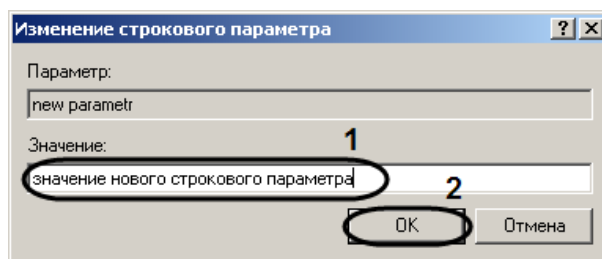 Изменение строкового параметра
Параметр:
new parametr
Значение: 1
значение нового строкового параметра
2
OK Отмена